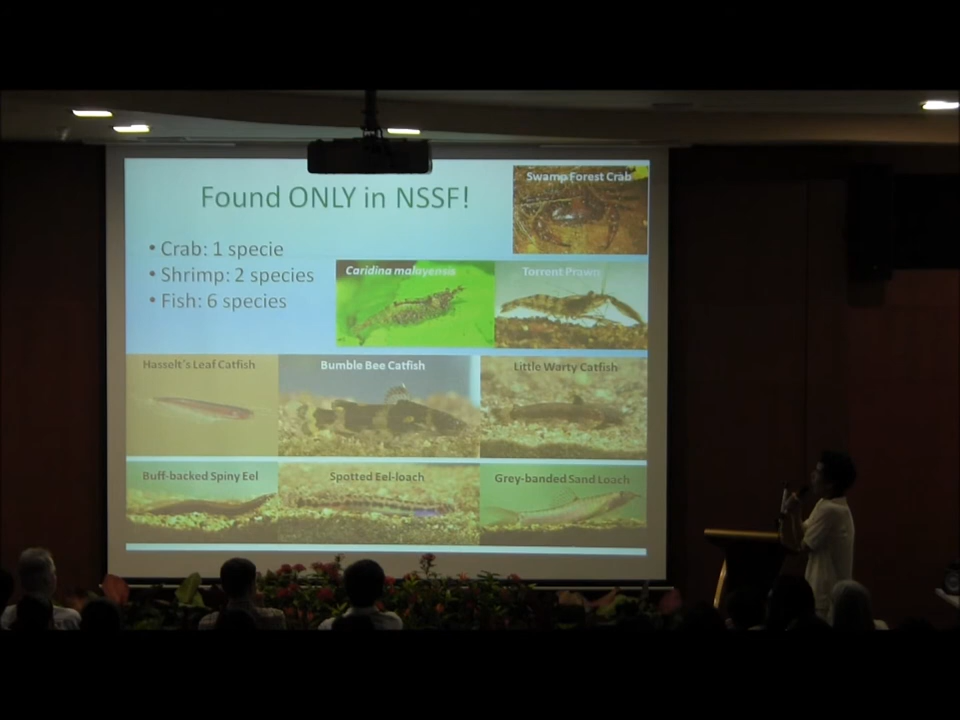 Found ONLY in NSSF!
Swamp Forest Crab
• Crab: 1 specie
• Shrimp: 2 species
• Fish: 6 species
Caridina malayensis
Torrent Prawn
Hasselt's Leaf Catfish
Bumble Bee Catfish
Little Warty Catfish
Buff-backed Spiny Eel
Spotted Eel-loach
Grey-banded Sand Loach